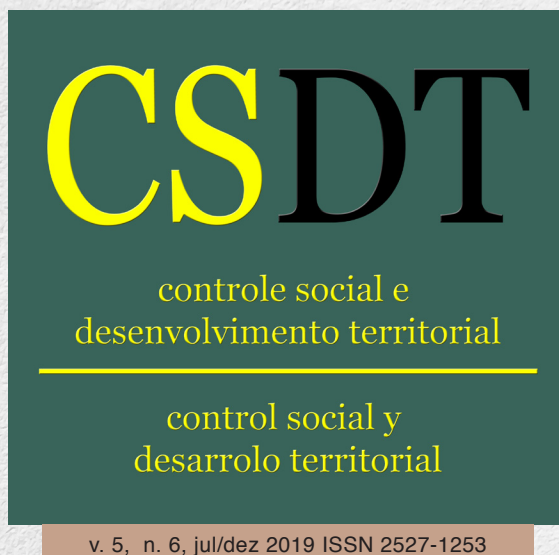 CSDT
controle social e
desenvolvimento territorial
control social y
desarrolo territorial
v. 5, n. 6, jul/dez 2019 ISSN 2527-1253